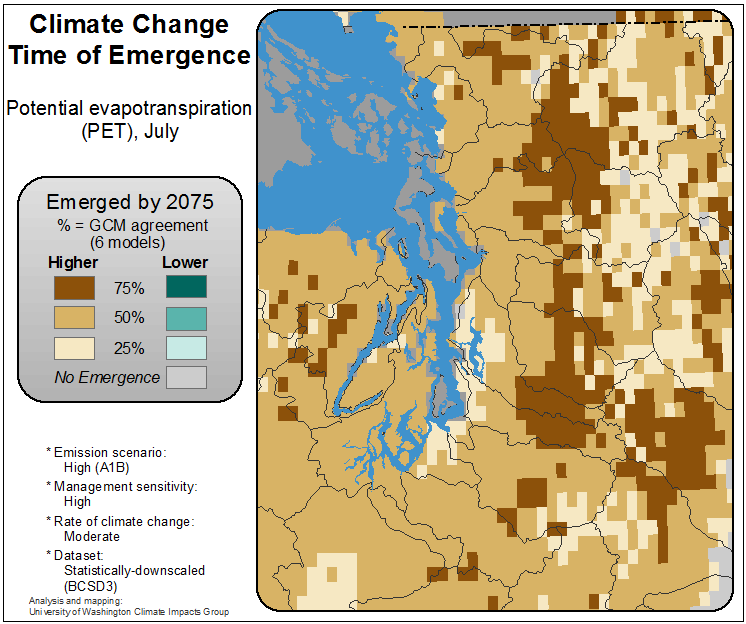 Climate Change
Time of Emergence
Potential evapotranspiration
(PET), July
Emerged by 2075
% = GCM agreement
(6 models)
Higher Lower
75%
50%
25%
No Emergence
* Emission scenario:
High (A1B)
* Management sensitivity:
High
* Rate of climate change:
Moderate
* Dataset:
Statistically-downscaled
(BCSD3)
Analysis and mapping:
University of Washington Climate Impacts Group